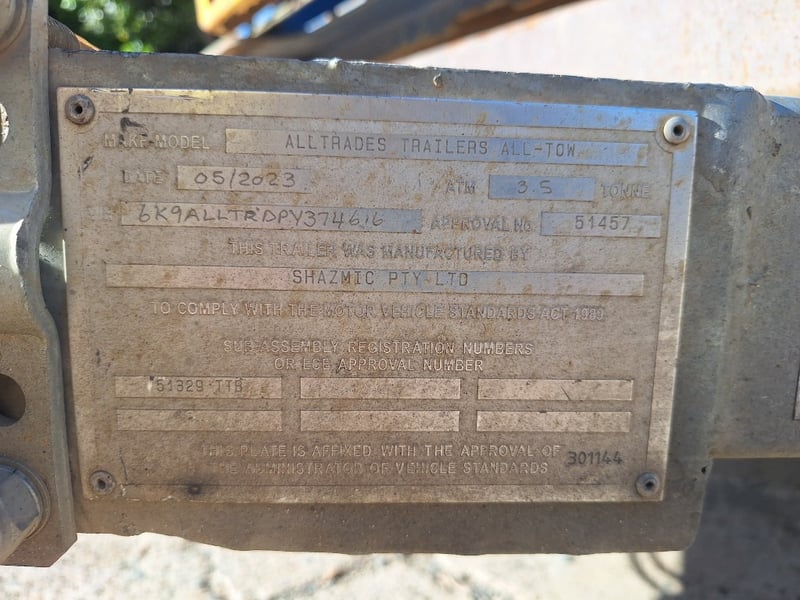 MAKE-MODEL ALLTRADES TRAILERS ALL-TOW
DATE 05/2023 ATM 3.5 TONNE
6K9ALLTRDPY374616 APPROVAL No. 51457
THIS TRAILER WAS MANUFACTURED BY
SHAZMIC PTY LTD
TO COMPLY WITH THE MOTOR VEHICLE STANDARDS ACT 1989
SUB-ASSEMBLY REGISTRATION NUMBERS
OR LCE APPROVAL NUMBER
51329 TTB
THIS PLATE IS AFFIXED WITH THE APPROVAL OF 301144
THE ADMINISTRATOR OF VEHICLE STANDARDS